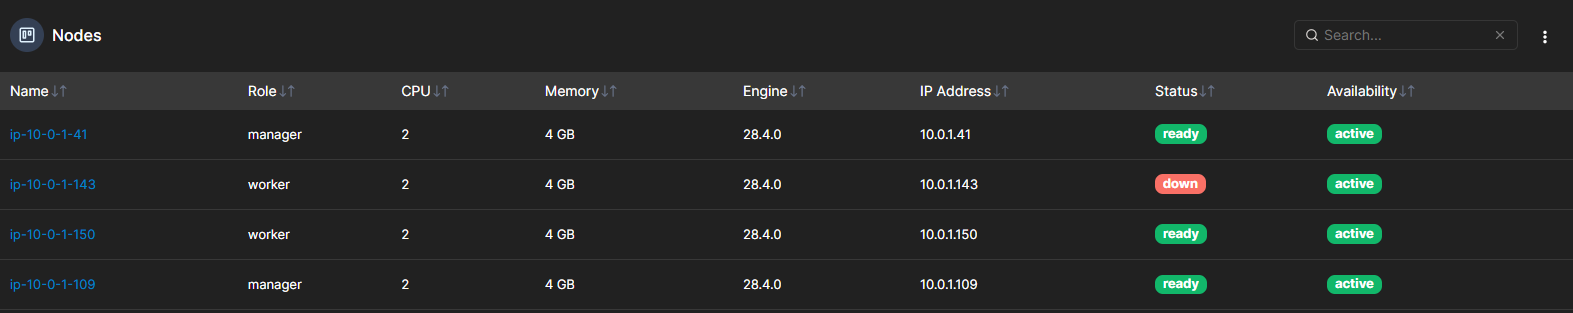 Nodes
Search...
Name Role CPU Memory Engine IP Address Status Availability
ip-10-0-1-41 manager 2 4 GB 28.4.0 10.0.1.41 ready active
ip-10-0-1-143 worker 2 4 GB 28.4.0 10.0.1.143 down active
ip-10-0-1-150 worker 2 4 GB 28.4.0 10.0.1.150 ready active
ip-10-0-1-109 manager 2 4 GB 28.4.0 10.0.1.109 ready active